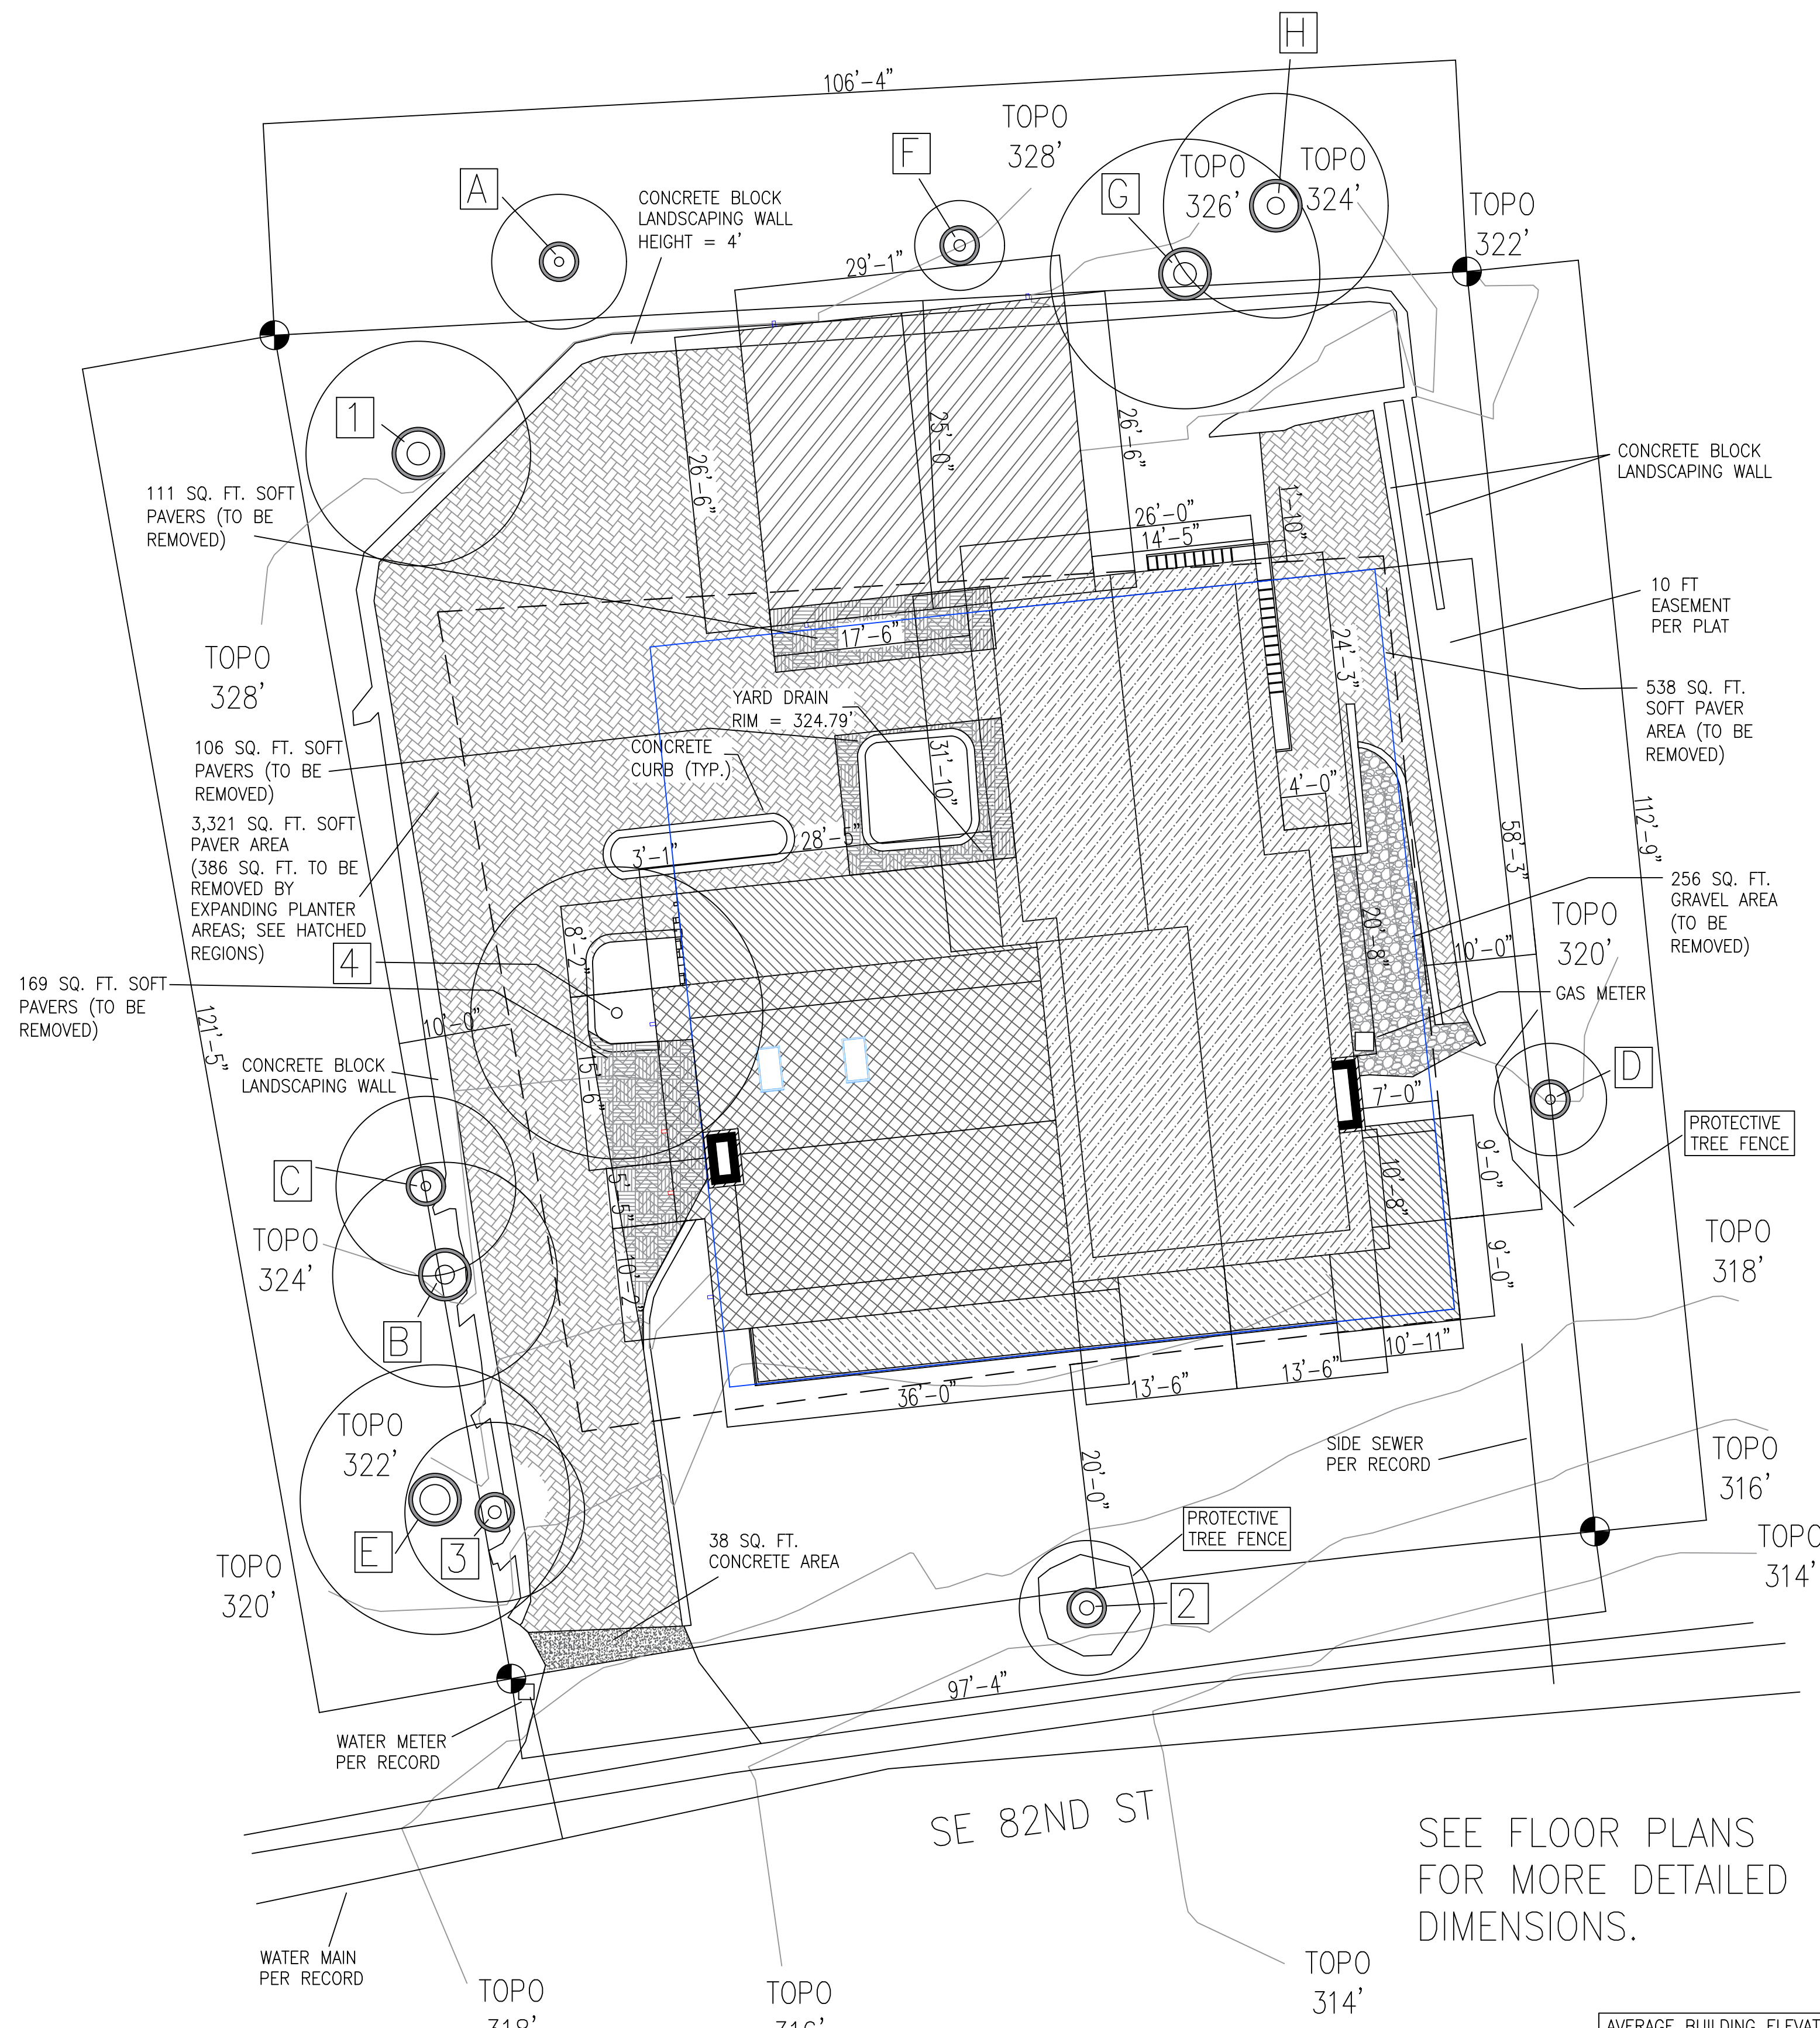 H
106'-4"
TOPO
328'
F
TOPO
326'
TOPO
324'
A
G
CONCRETE BLOCK
LANDSCAPING WALL
HEIGHT = 4'
TOPO
322'
29'-1"
1
25'-0"
26'-6"
26'-6"
CONCRETE BLOCK
LANDSCAPING WALL
111 SQ. FT. SOFT
PAVERS (TO BE
REMOVED)
26'-0"
14'-5"
1'-10"
10 FT
EASEMENT
PER PLAT
17'-6"
24'-3"
TOPO
328'
YARD DRAIN
RIM = 324.79'
538 SQ. FT.
SOFT PAVER
AREA (TO BE
REMOVED)
106 SQ. FT. SOFT
PAVERS (TO BE
REMOVED)
CONCRETE
CURB (TYP.)
31'-10"
4'-0"
3,321 SQ. FT. SOFT
PAVER AREA
(386 SQ. FT. TO BE
REMOVED BY
EXPANDING PLANTER
AREAS; SEE HATCHED
REGIONS)
28'-5"
3'-1"
58'-3"
112'-9"
256 SQ. FT.
GRAVEL AREA
(TO BE
REMOVED)
TOPO
320'
8'-2"
20'-8"
10'-0"
4
169 SQ. FT. SOFT
PAVERS (TO BE
REMOVED)
GAS METER
121'-5"
10'-0"
CONCRETE BLOCK
LANDSCAPING WALL
15'-6"
D
7'-0"
PROTECTIVE
TREE FENCE
C
5'-5"
10'-8"
9'-0"
TOPO
324'
10'-2"
9'-0"
TOPO
318'
B
36'-0"
13'-6"
13'-6"
10'-11"
TOPO
322'
SIDE SEWER
PER RECORD
TOPO
316'
20'-0"
E
3
38 SQ. FT.
CONCRETE AREA
PROTECTIVE
TREE FENCE
TOPO
314'
TOPO
320'
2
97'-4"
WATER METER
PER RECORD
SE 82ND ST
SEE FLOOR PLANS
FOR MORE DETAILED
DIMENSIONS.
WATER MAIN
PER RECORD
TOPO
318'
TOPO
316'
TOPO
314'
AVERAGE BUILDING